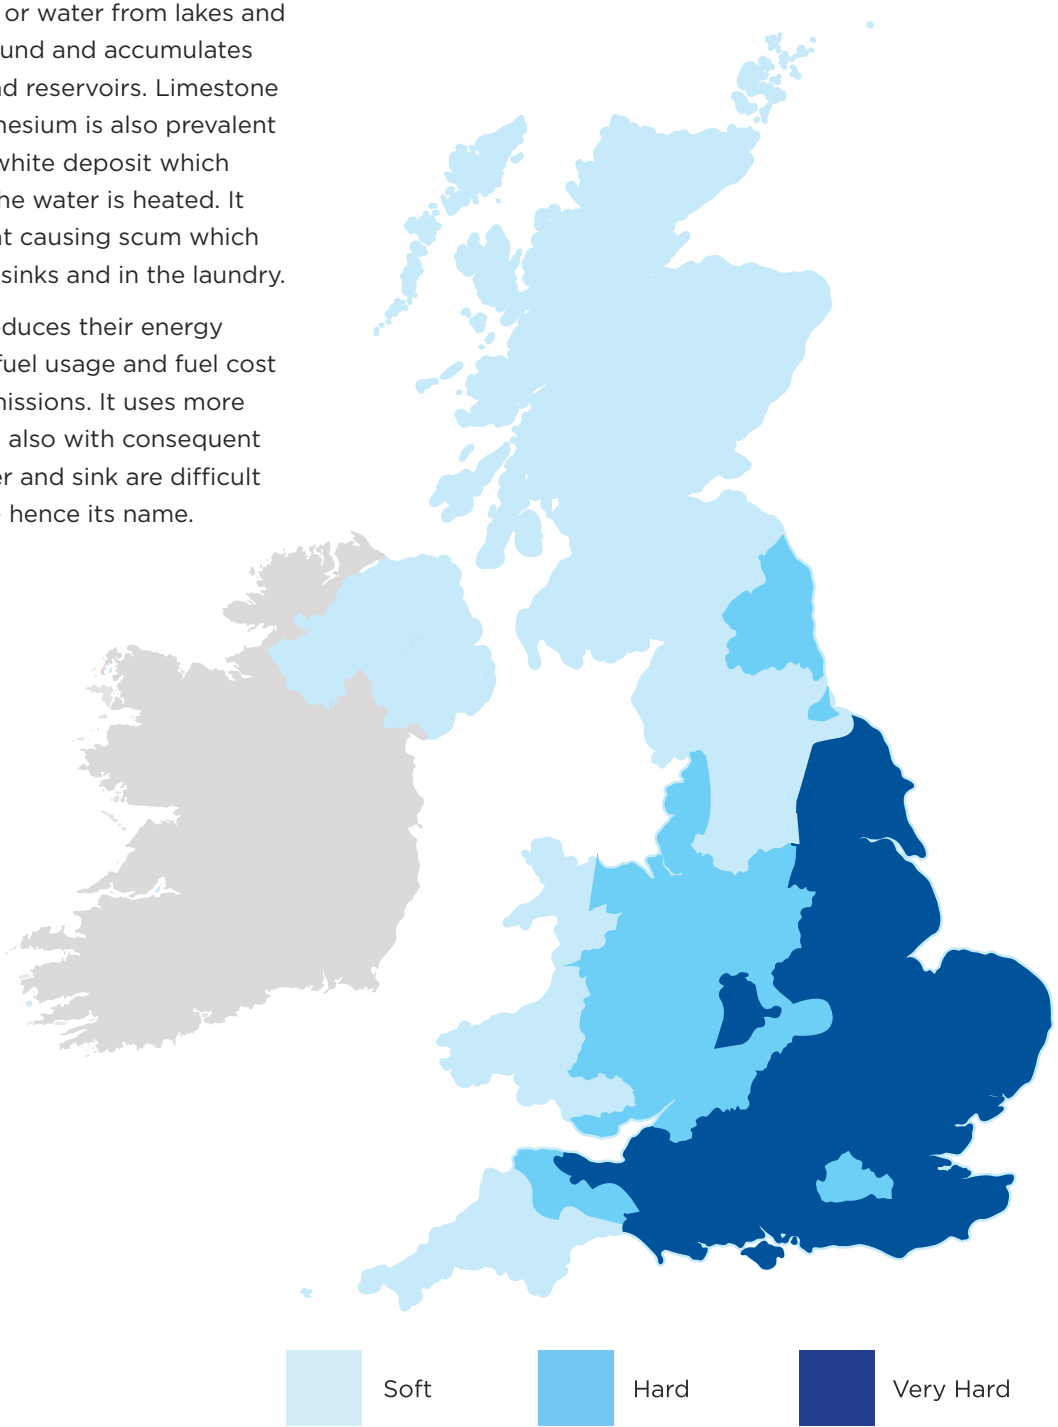 or water from lakes and
und and accumulates
d reservoirs. Limestone
nesium is also prevalent
white deposit which
he water is heated. It
t causing scum which
sinks and in the laundry.
duces their energy
fuel usage and fuel cost
nissions. It uses more
also with consequent
er and sink are difficult
hence its name.
Soft
Hard
Very Hard